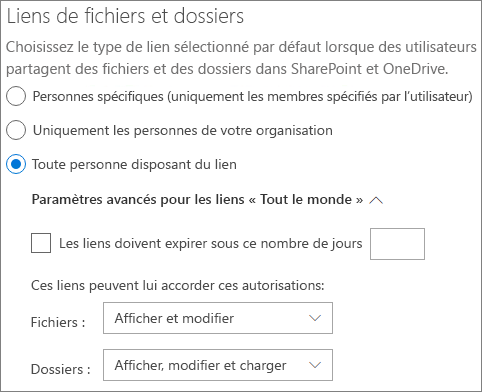 Liens de fichiers et dossiers
Choisissez le type de lien sélectionné par défaut lorsque des utilisateurs
partagent des fichiers et des dossiers dans SharePoint et OneDrive.
Personnes spécifiques (uniquement les membres spécifiés par l’utilisateur)
Uniquement les personnes de votre organisation
Toute personne disposant du lien
Paramètres avancés pour les liens « Tout le monde »
Les liens doivent expirer sous ce nombre de jours
Ces liens peuvent lui accorder ces autorisations:
Fichiers : Afficher et modifier
Dossiers : Afficher, modifier et charger